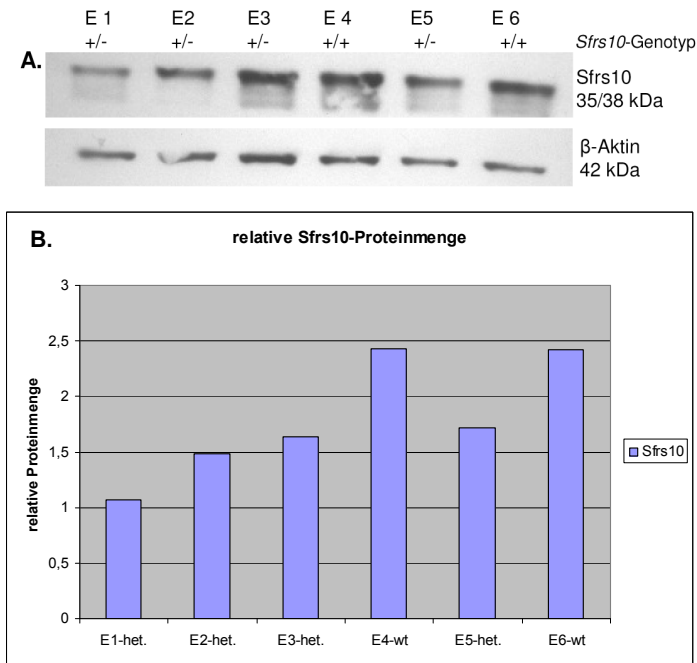 E 1 E2 E3 E 4 E5 E 6
+/- +/- +/- +/+ +/- +/+ Sfrs10-Genotyp
A.
Sfrs10
35/38 kDa
β-Aktin
42 kDa
B.
relative Sfrs10-Proteinmenge
3
2,5
2
1,5
1
0,5
0
relative Proteinmenge
E1-het. E2-het. E3-het. E4-wt E5-het. E6-wt
Sfrs10